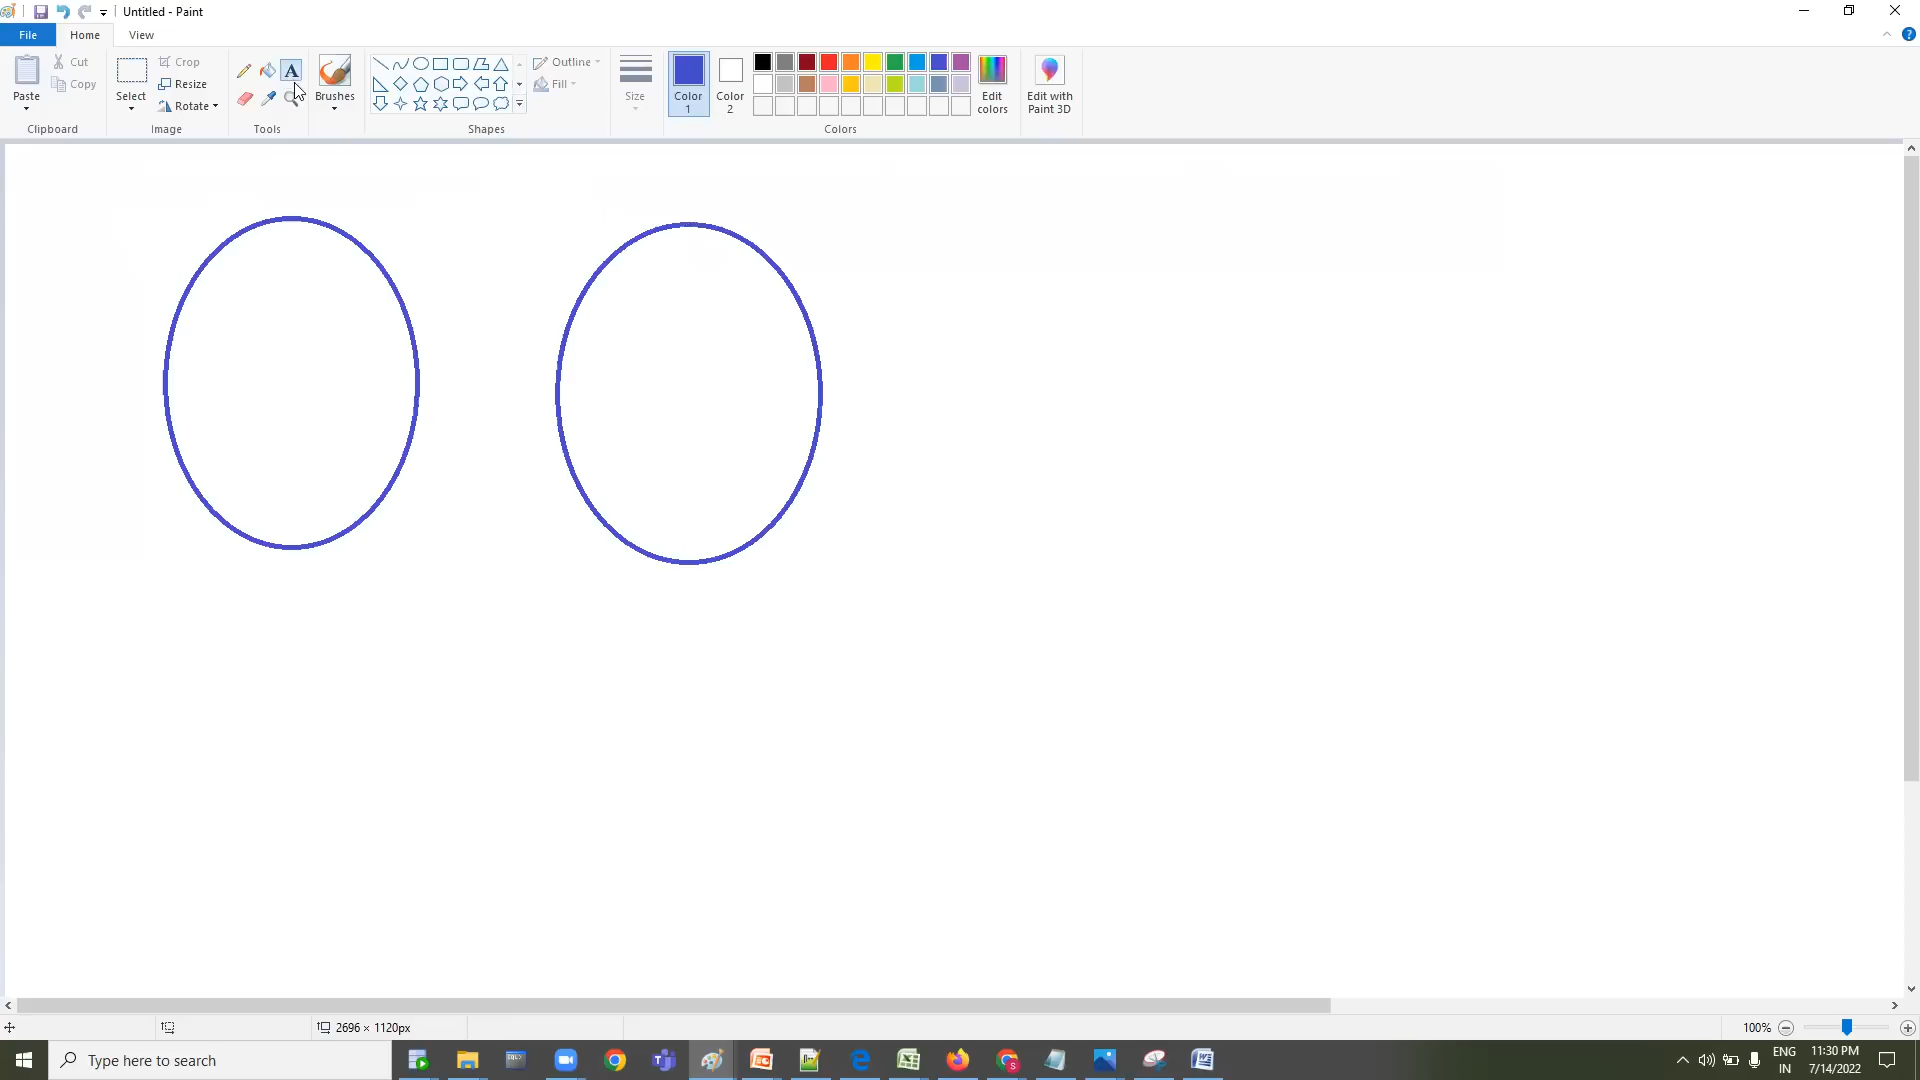 Untitled - Paint
File Home View
Paste
Cut
Copy
Clipboard
Select
Crop
Resize
Rotate
Image
A
Tools
Brushes
Outline
Fill
Shapes
Size
Color
1
Color
2
Edit
colors
Colors
Edit with
Paint 3D
2696 × 1120px
100%
Type here to search
ENG
IN
11:30 PM
7/14/2022